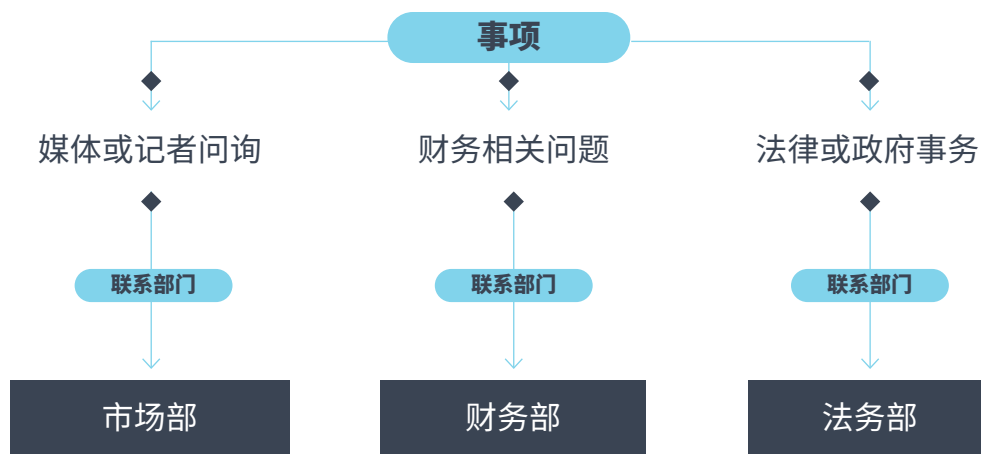 事项
媒体或记者问询
财务相关问题
法律或政府事务
联系部门
联系部门
联系部门
市场部
财务部
法务部